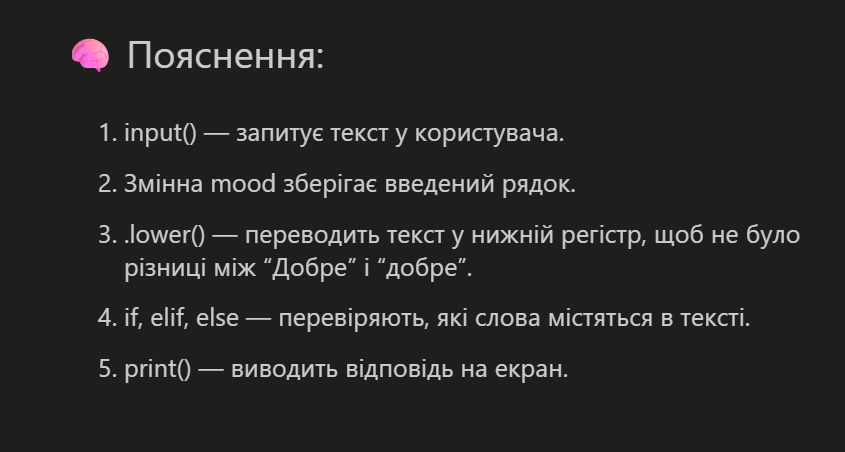 🧠 Пояснення:
1. input() — запитує текст у користувача.
2. Змінна mood зберігає введений рядок.
3. .lower() — переводить текст у нижній регістр, щоб не було
різниці між “Добре” і “добре”.
4. if, elif, else — перевіряють, які слова містяться в тексті.
5. print() — виводить відповідь на екран.